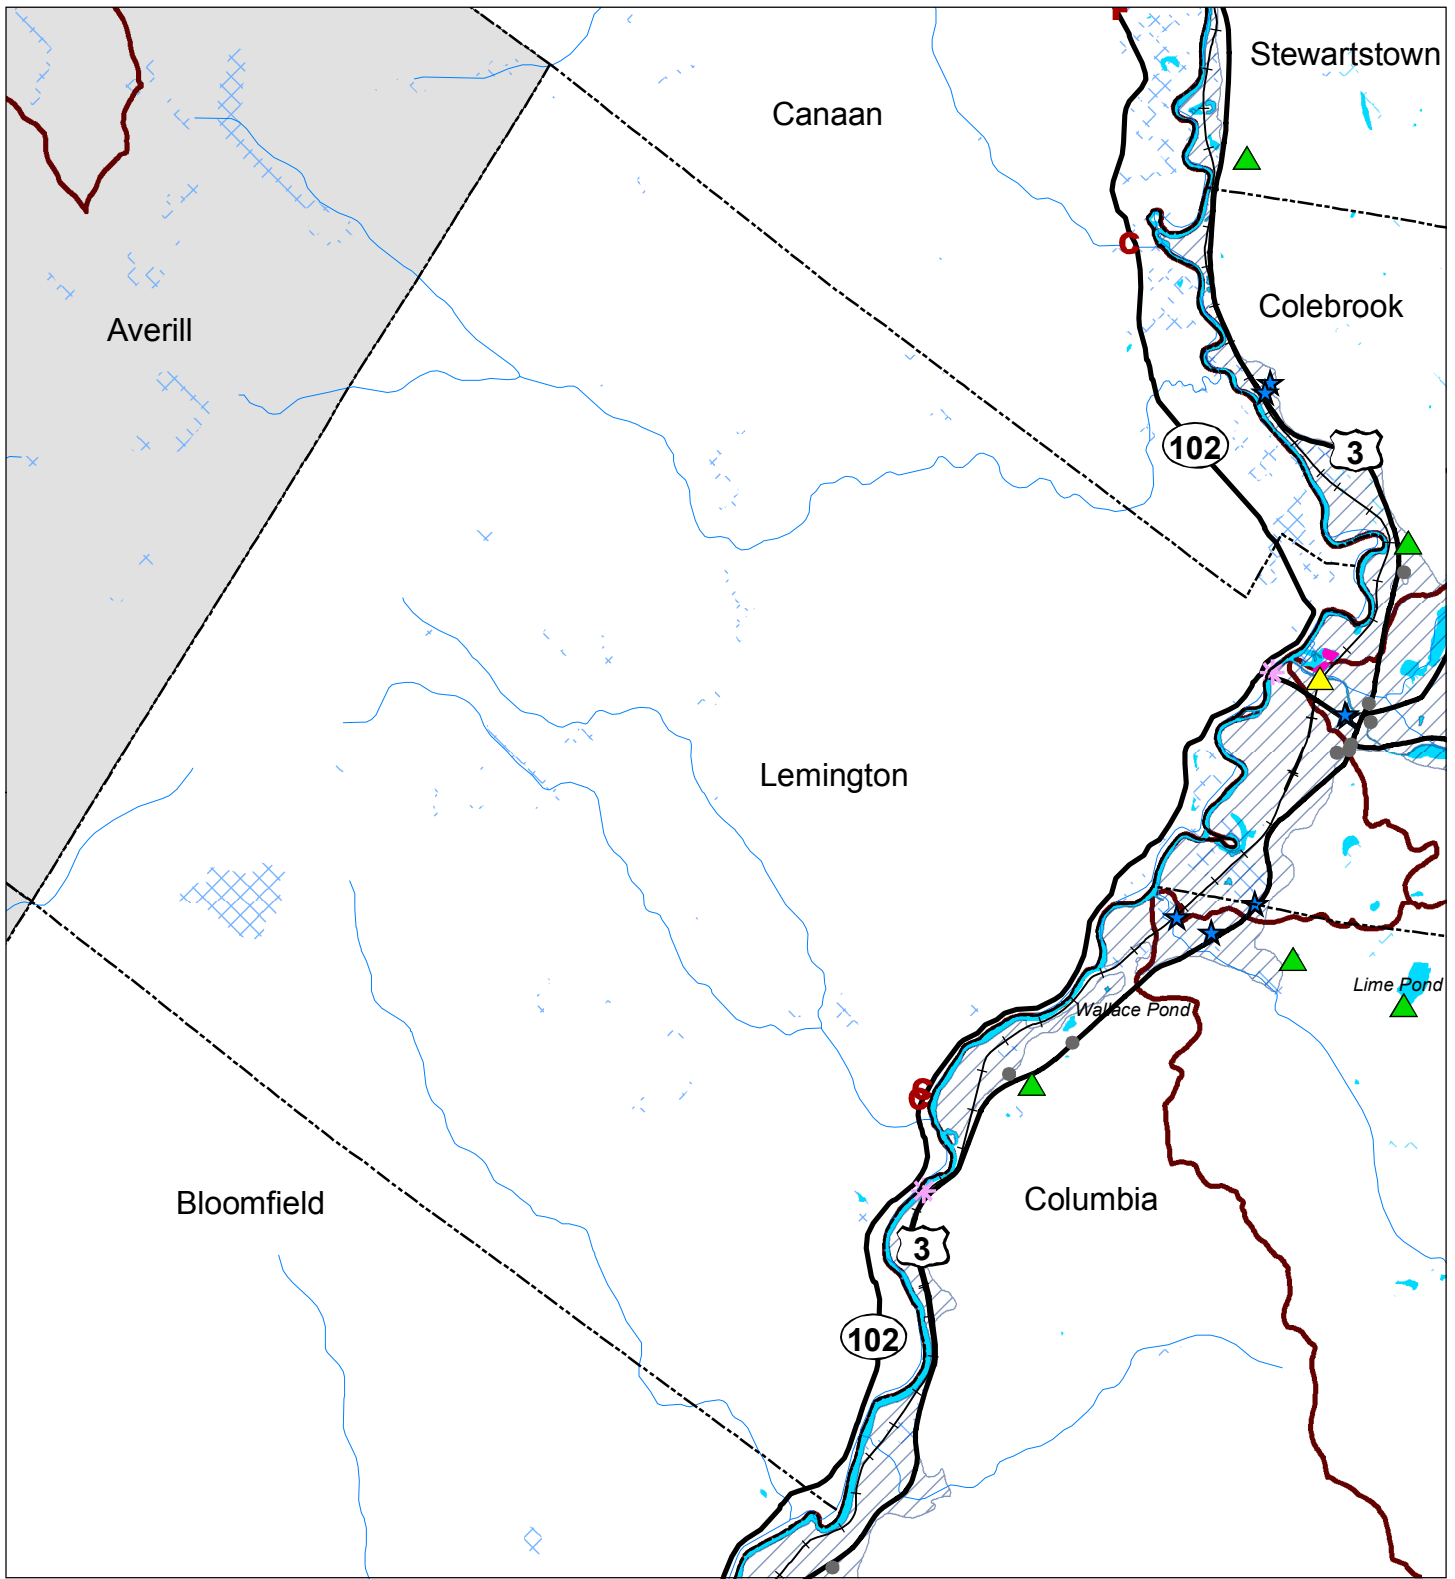 Stewartstown
Canaan
C
Colebrook
Averill
102
3
Lemington
Lime Pond
Wallace Pond
C
C
Bloomfield
Columbia
3
102